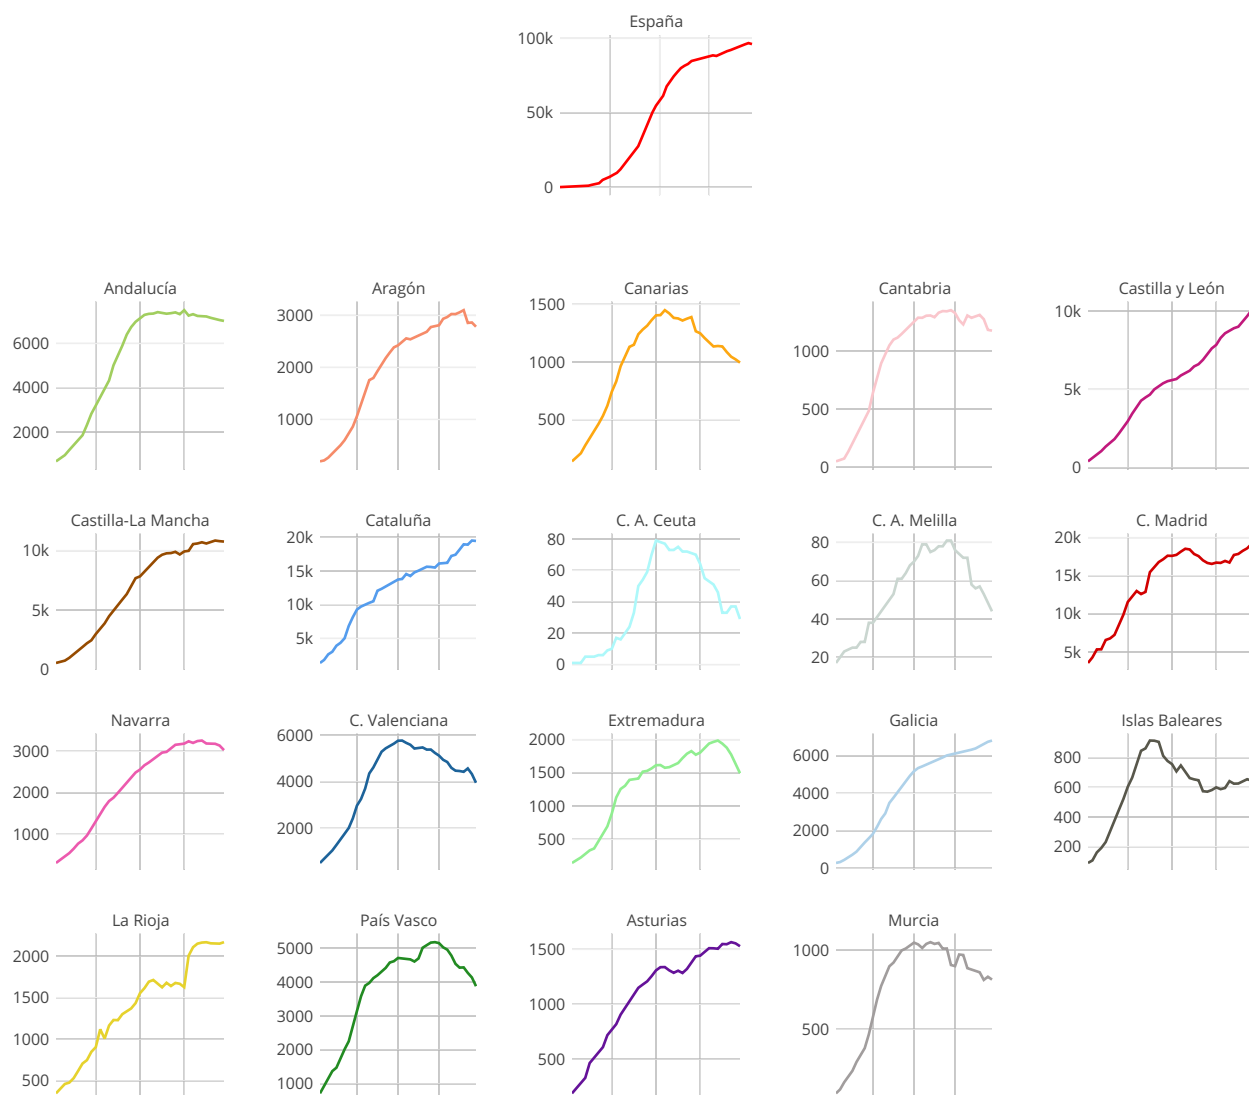 España
100k
50k
0
Andalucía
6000
4000
2000
Aragón
3000
2000
1000
Canarias
1500
1000
500
Cantabria
1000
500
0
Castilla y León
10k
5k
0
Castilla-La Mancha
10k
5k
0
Cataluña
20k
15k
10k
5k
C. A. Ceuta
80
60
40
20
0
C. A. Melilla
80
60
40
20
C. Madrid
20k
15k
10k
5k
Navarra
3000
2000
1000
C. Valenciana
6000
4000
2000
Extremadura
2000
1500
1000
500
Galicia
6000
4000
2000
0
Islas Baleares
800
600
400
200
La Rioja
2000
1500
1000
500
País Vasco
5000
4000
3000
2000
1000
Asturias
1500
1000
500
Murcia
1000
500